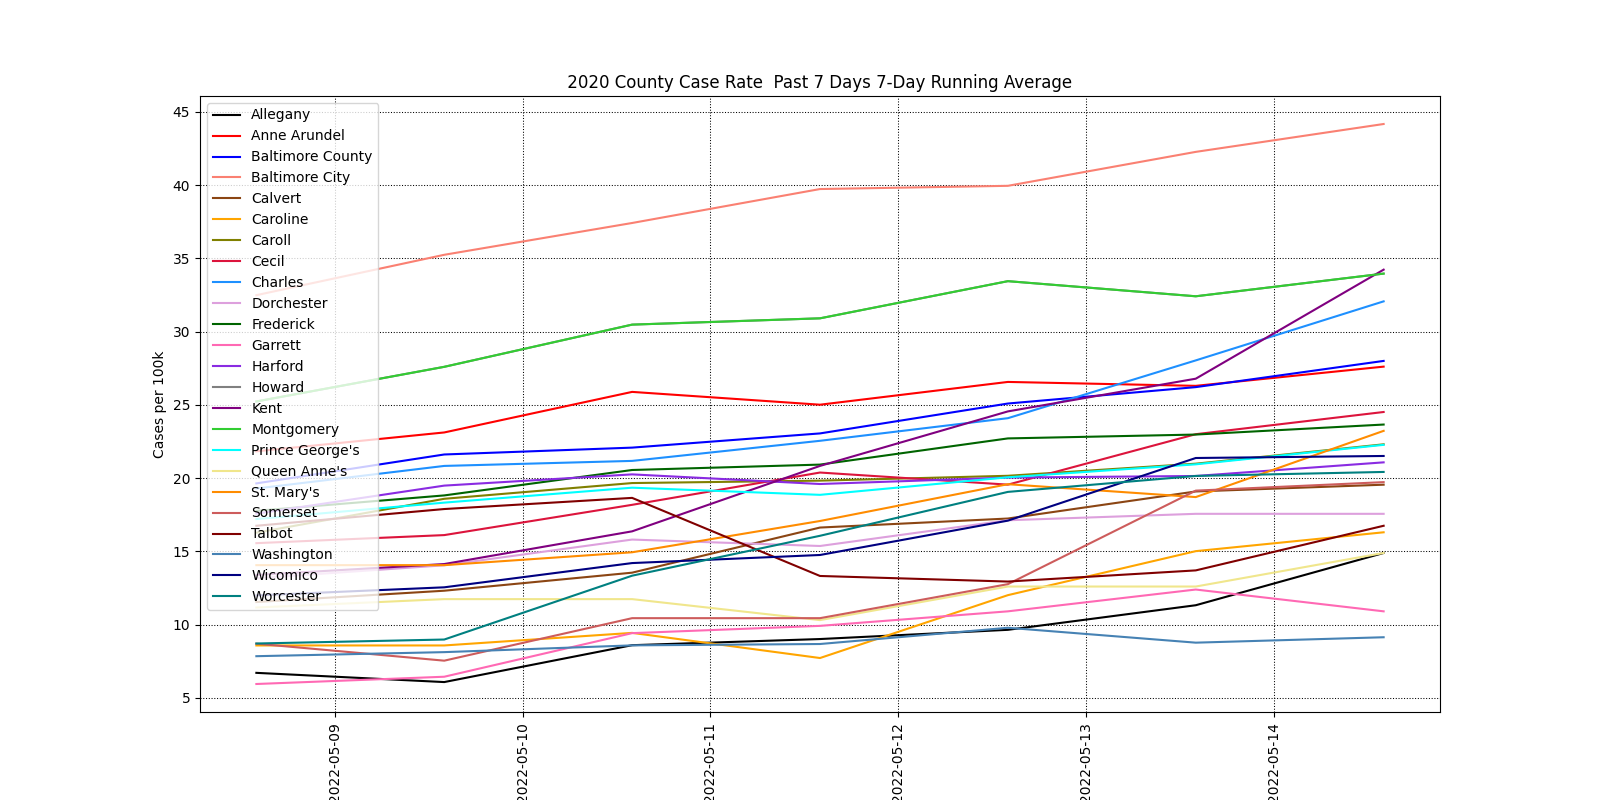 2020 County Case Rate  Past 7 Days 7-Day Running Average
Cases per 100k
45
40
35
30
25
20
15
10
5
Allegany
Anne Arundel
Baltimore County
Baltimore City
Calvert
Caroline
Caroll
Cecil
Charles
Dorchester
Frederick
Garrett
Harford
Howard
Kent
Montgomery
Prince George's
Queen Anne's
St. Mary's
Somerset
Talbot
Washington
Wicomico
Worcester
2022-05-09
2022-05-10
2022-05-11
2022-05-12
2022-05-13
2022-05-14